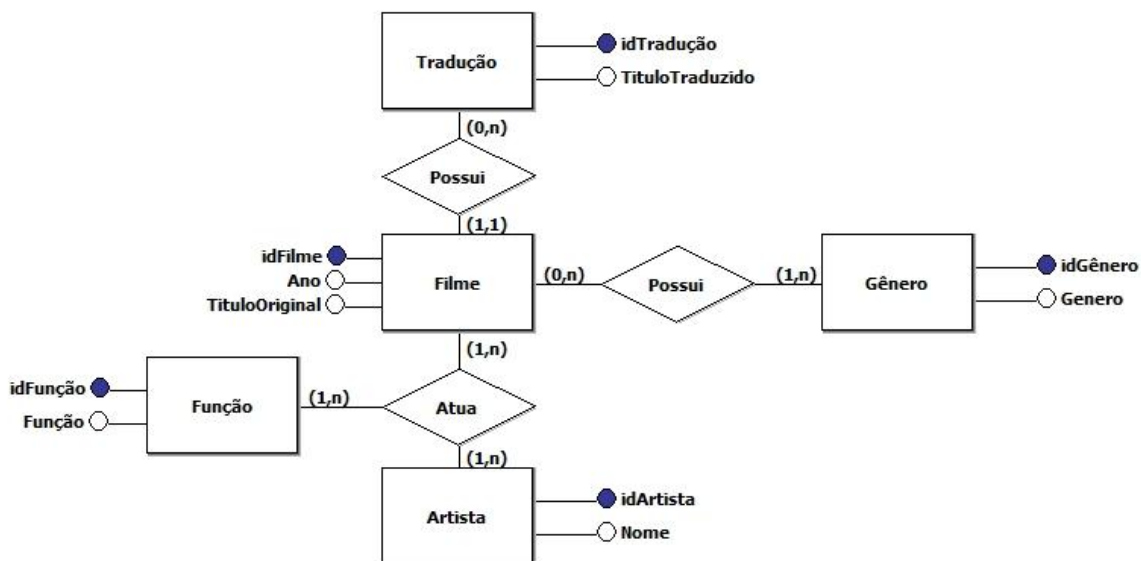 Tradução
idTradução
TituloTraduzido
(0,n)
Possui
(1,1)
idFilme
Ano
TituloOriginal
Filme
(0,n)
Possui
(1,n)
Gênero
idGênero
Genero
(1,n)
idFunção
Função
Função
(1,n)
Atua
(1,n)
Artista
idArtista
Nome